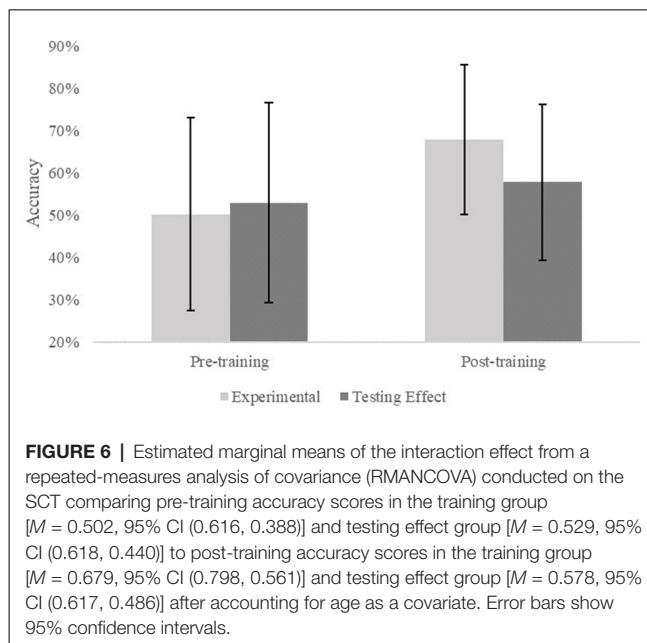 90%
80%
70%
60%
50%
40%
30%
20%
Accuracy
Pre-training
Post-training
Experimental
Testing Effect
FIGURE 6 | Estimated marginal means of the interaction effect from a
repeated-measures analysis of covariance (RMANCOVA) conducted on the
SCT comparing pre-training accuracy scores in the training group
[M = 0.502, 95% CI (0.616, 0.388)] and testing effect group [M = 0.529, 95%
CI (0.618, 0.440)] to post-training accuracy scores in the training group
[M = 0.679, 95% CI (0.798, 0.561)] and testing effect group [M = 0.578, 95%
CI (0.617, 0.486)] after accounting for age as a covariate. Error bars show
95% confidence intervals.